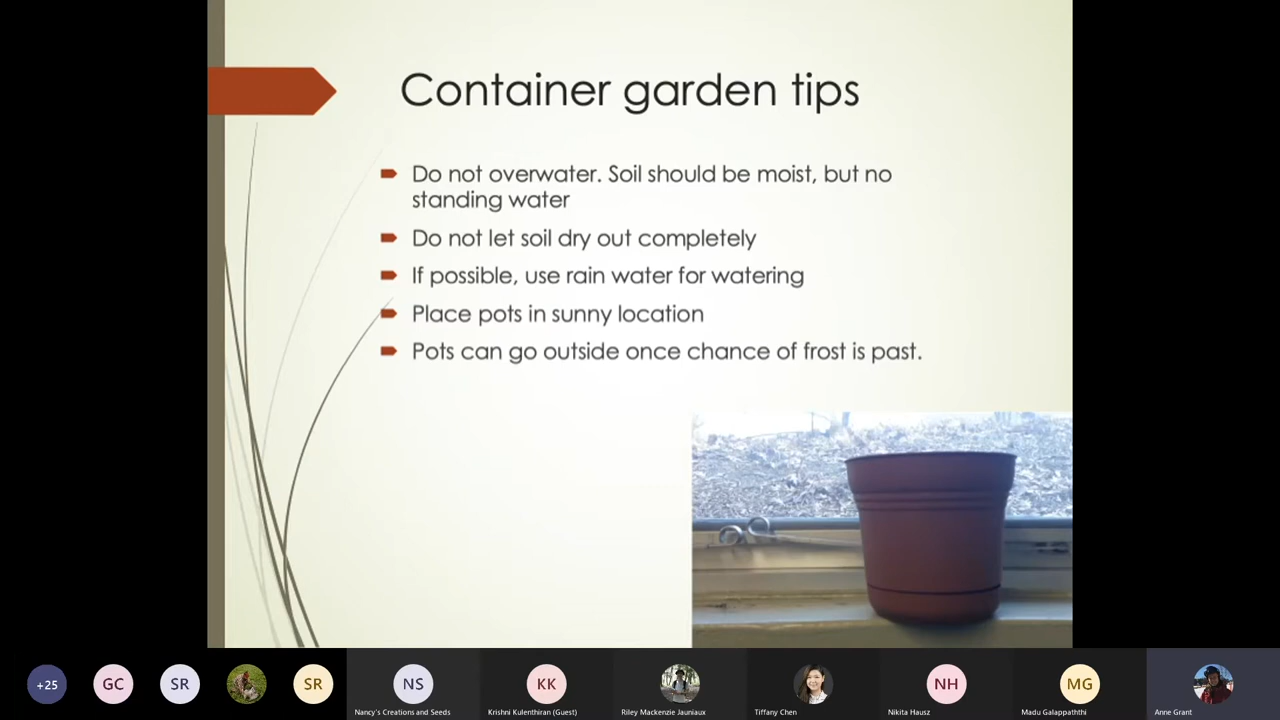 Container garden tips
Do not overwater. Soil should be moist, but no
standing water
Do not let soil dry out completely
If possible, use rain water for watering
Place pots in sunny location
Pots can go outside once chance of frost is past.
+25
GC
SR
SR
NS
KK
NH
MG
Nancy's Creations and Seeds
Krishni Kulenthiran (Guest)
Riley Mackenzie Jauniaux
Tiffany Chen
Nikita Hausz
Madu Galappaththi
Anne Grant